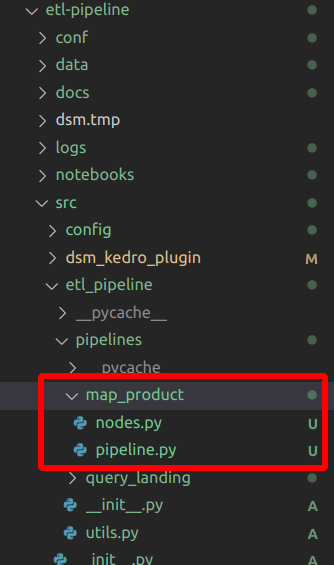 etl-pipeline
conf
data
docs
dsm.tmp
logs
notebooks
src
config
dsm_kedro_plugin M
etl_pipeline
__pycache__
pipelines
__pycache__
map_product
nodes.py U
pipeline.py U
query_landing
__init__.py A
utils.py A
__init__.py A